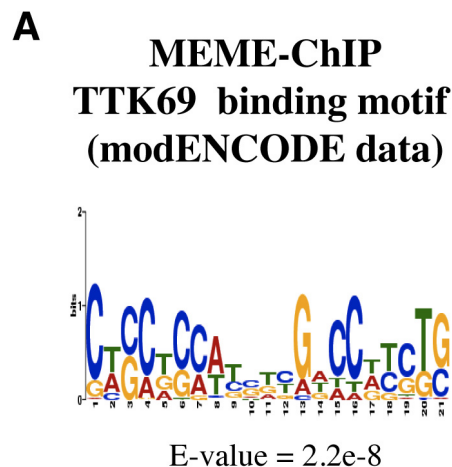 A
MEME-ChIP
TTK69 binding motif
(modENCODE data)
2
bits
1
0
1 2 3 4 5 6 7 8 9 10 11 12 13 14 15 16 17 18 19 20 21
E-value = 2.2e-8